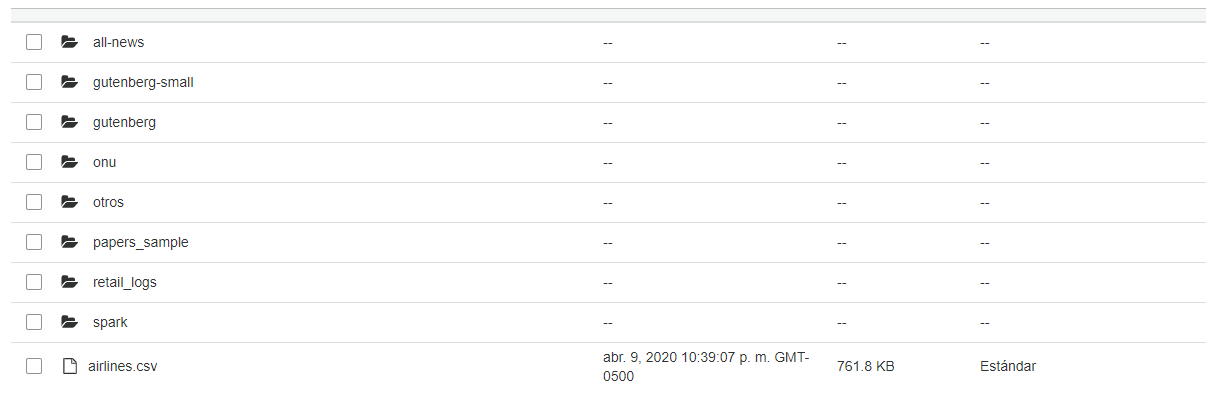 all-news -- -- --
gutenberg-small -- -- --
gutenberg -- -- --
onu -- -- --
otros -- -- --
papers_sample -- -- --
retail_logs -- -- --
spark -- -- --
airlines.csv abr. 9, 2020 10:39:07 p. m. GMT-
0500 761.8 KB Estándar